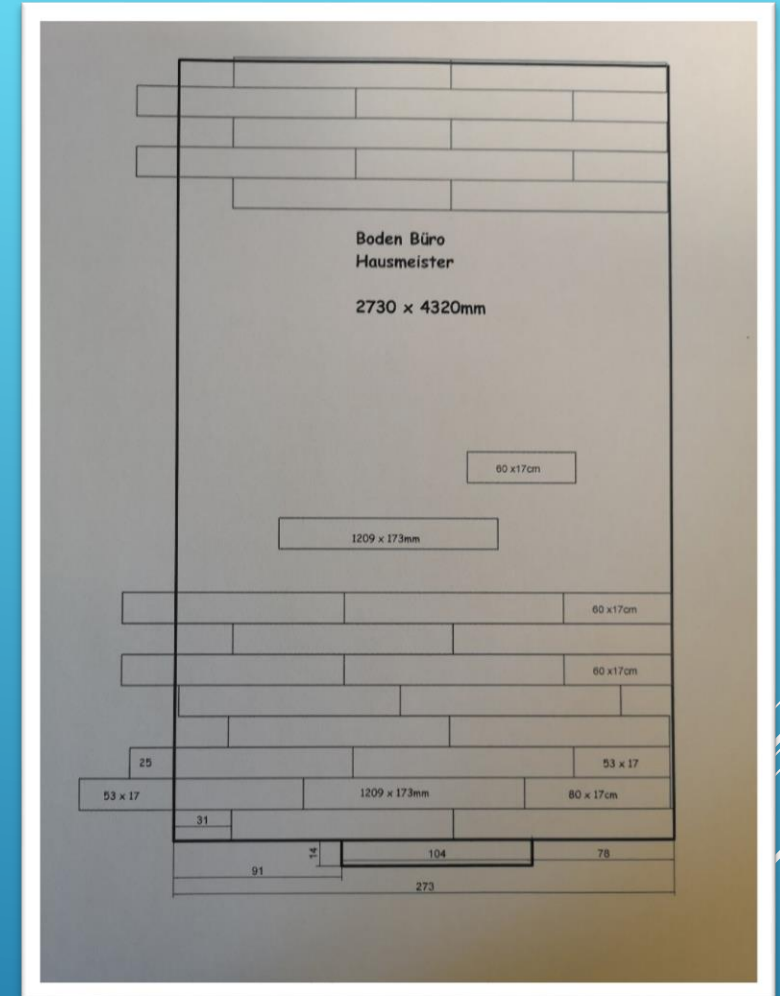 Boden Büro
Hausmeister
2730 x 4320mm
60 x17cm
1209 x 173mm
60 x17cm
60 x17cm
25
53 x 17
53 x 17
1209 x 173mm
80 x 17cm
31
14
104
78
91
273